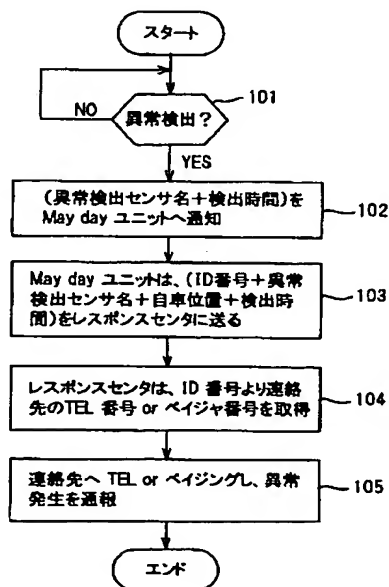 スタート
NO
異常検出?
101
YES
(異常検出センサ名+検出時間)を
May day ユニットへ通知
102
May day ユニットは、(ID番号+異常
検出センサ名+自車位置+検出時
間)をレスポンスセンタに送る
103
レスポンスセンタは、ID 番号より連絡
先のTEL 番号 or ペイジャ番号を取得
104
連絡先へ TEL or ペイジングし、異常
発生を通報
105
エンド